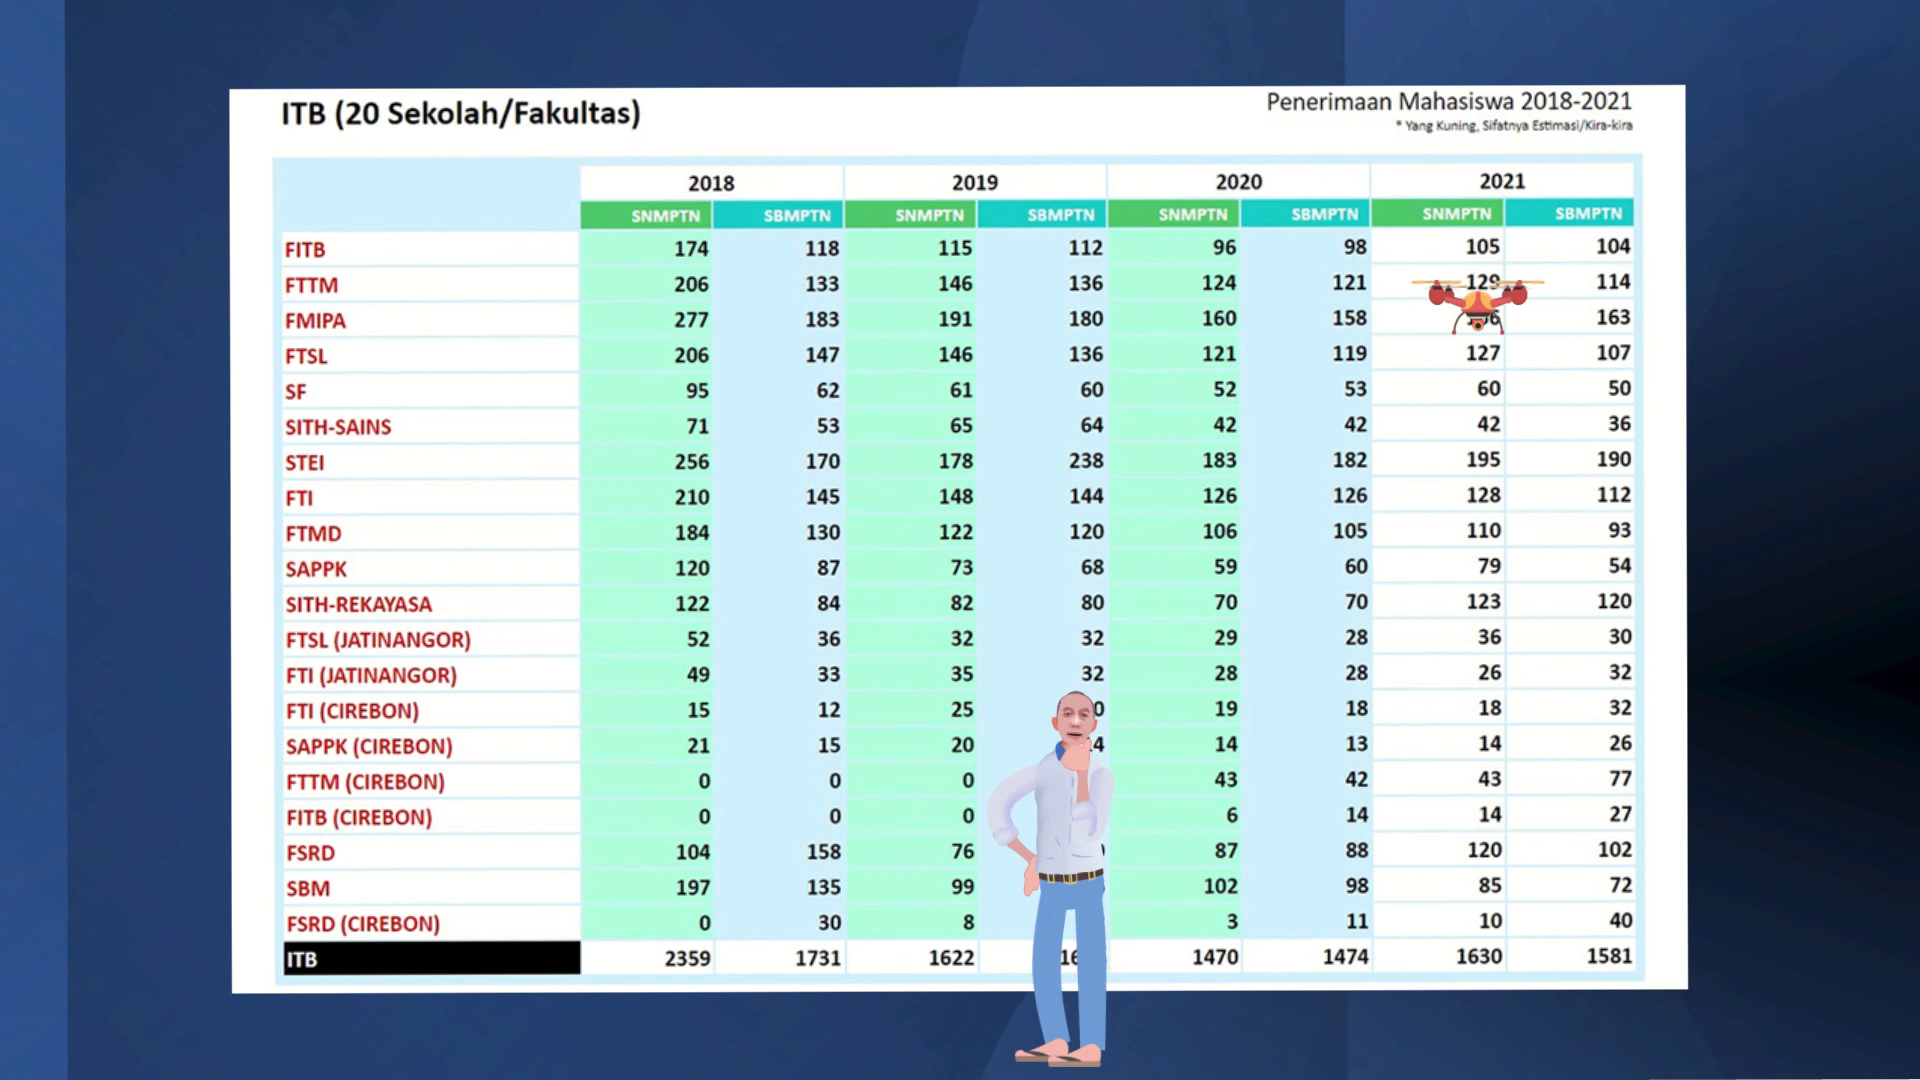 ITB (20 Sekolah/Fakultas)
Penerimaan Mahasiswa 2018-2021
* Yang Kuning, Sifatnya Estimasi/Kira-kira
2018 2019 2020 2021
SNMPTN SBMPTN SNMPTN SBMPTN SNMPTN SBMPTN SNMPTN SBMPTN
FITB 174 118 115 112 96 98 105 104
FTTM 206 133 146 136 124 121 129 114
FMIPA 277 183 191 180 160 158 163
FTSL 206 147 146 136 121 119 127 107
SF 95 62 61 60 52 53 60 50
SITH-SAINS 71 53 65 64 42 42 42 36
STEI 256 170 178 238 183 182 195 190
FTI 210 145 148 144 126 126 128 112
FTMD 184 130 122 120 106 105 110 93
SAPPK 120 87 73 68 59 60 79 54
SITH-REKAYASA 122 84 82 80 70 70 123 120
FTSL (JATINANGOR) 52 36 32 32 29 28 36 30
FTI (JATINANGOR) 49 33 35 32 28 28 26 32
FTI (CIREBON) 15 12 25 19 18 18 32
SAPPK (CIREBON) 21 15 20 14 13 14 26
FTTM (CIREBON) 0 0 0 43 42 43 77
FITB (CIREBON) 0 0 0 6 14 14 27
FSRD 104 158 76 87 88 120 102
SBM 197 135 99 102 98 85 72
FSRD (CIREBON) 0 30 8 3 11 10 40
ITB 2359 1731 1622 1470 1474 1630 1581